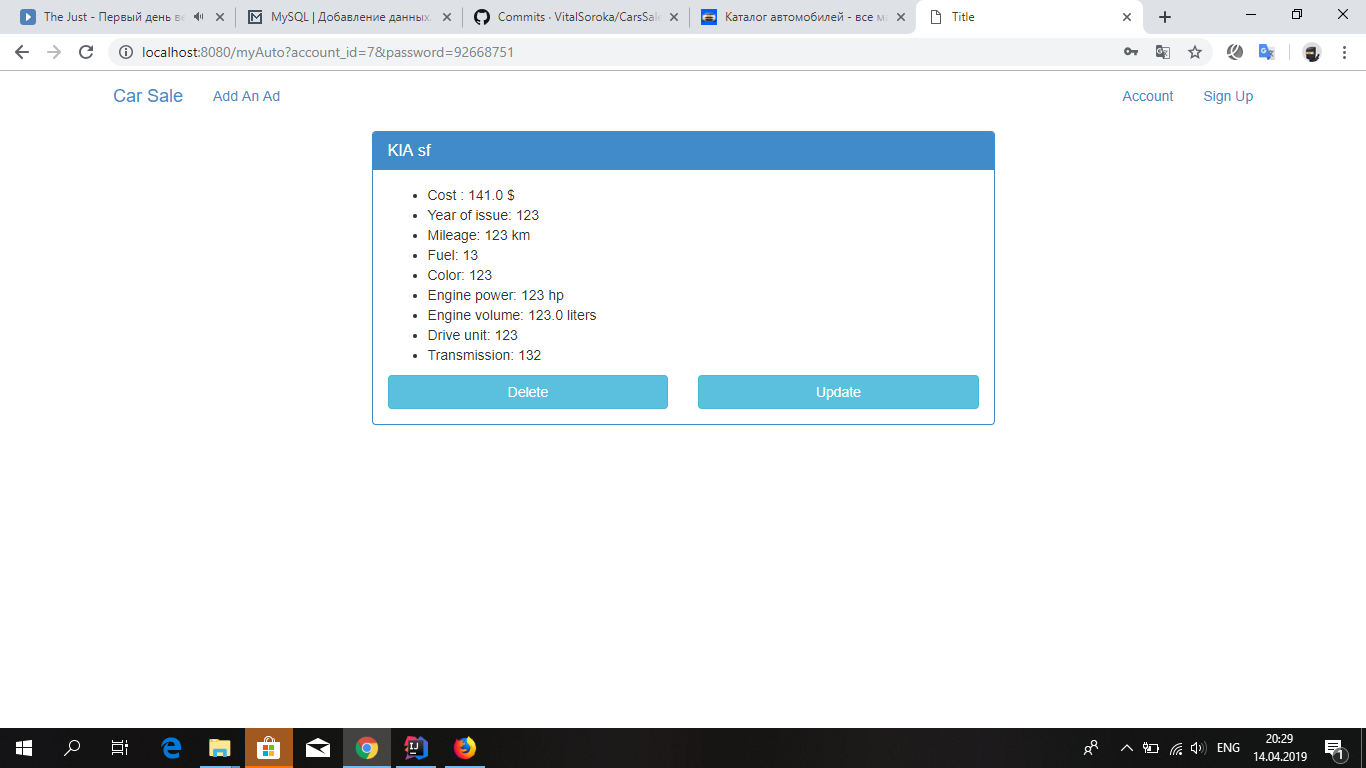 The Just - Первый день ве
MySQL | Добавление данных.
Commits · VitalSoroka/CarsSale
Каталог автомобилей - все ма
Title
localhost:8080/myAuto?account_id=7&password=92668751
Car Sale Add An Ad Account Sign Up
KIA sf
Cost : 141.0 $
Year of issue: 123
Mileage: 123 km
Fuel: 13
Color: 123
Engine power: 123 hp
Engine volume: 123.0 liters
Drive unit: 123
Transmission: 132
Delete Update
ENG
20:29
14.04.2019
1